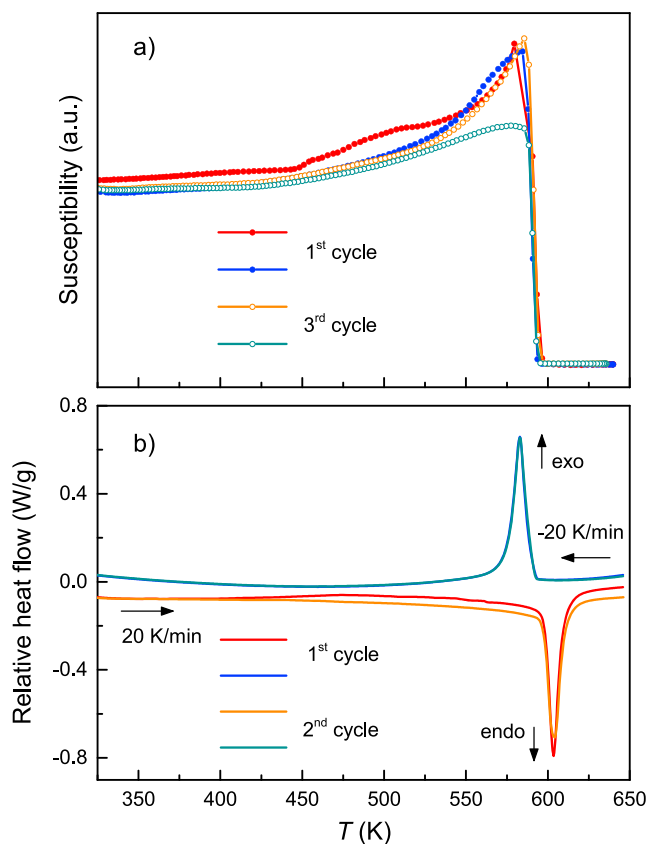 a)
Susceptibility (a.u.)
1st cycle
3rd cycle
b)
Relative heat flow (W/g)
0.8
0.4
0.0
-0.4
-0.8
exo
-20 K/min
20 K/min
1st cycle
2nd cycle
endo
350 400 450 500 550 600 650
T (K)